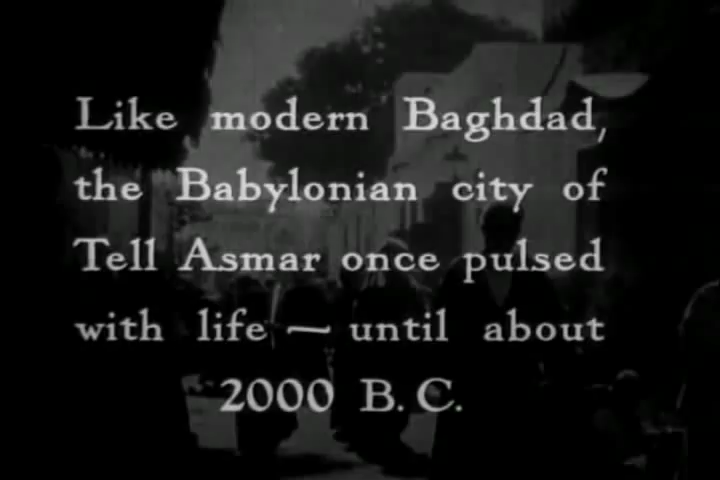 Like modern Baghdad,
the Babylonian city of
Tell Asmar once pulsed
with life — until about
2000 B.C.